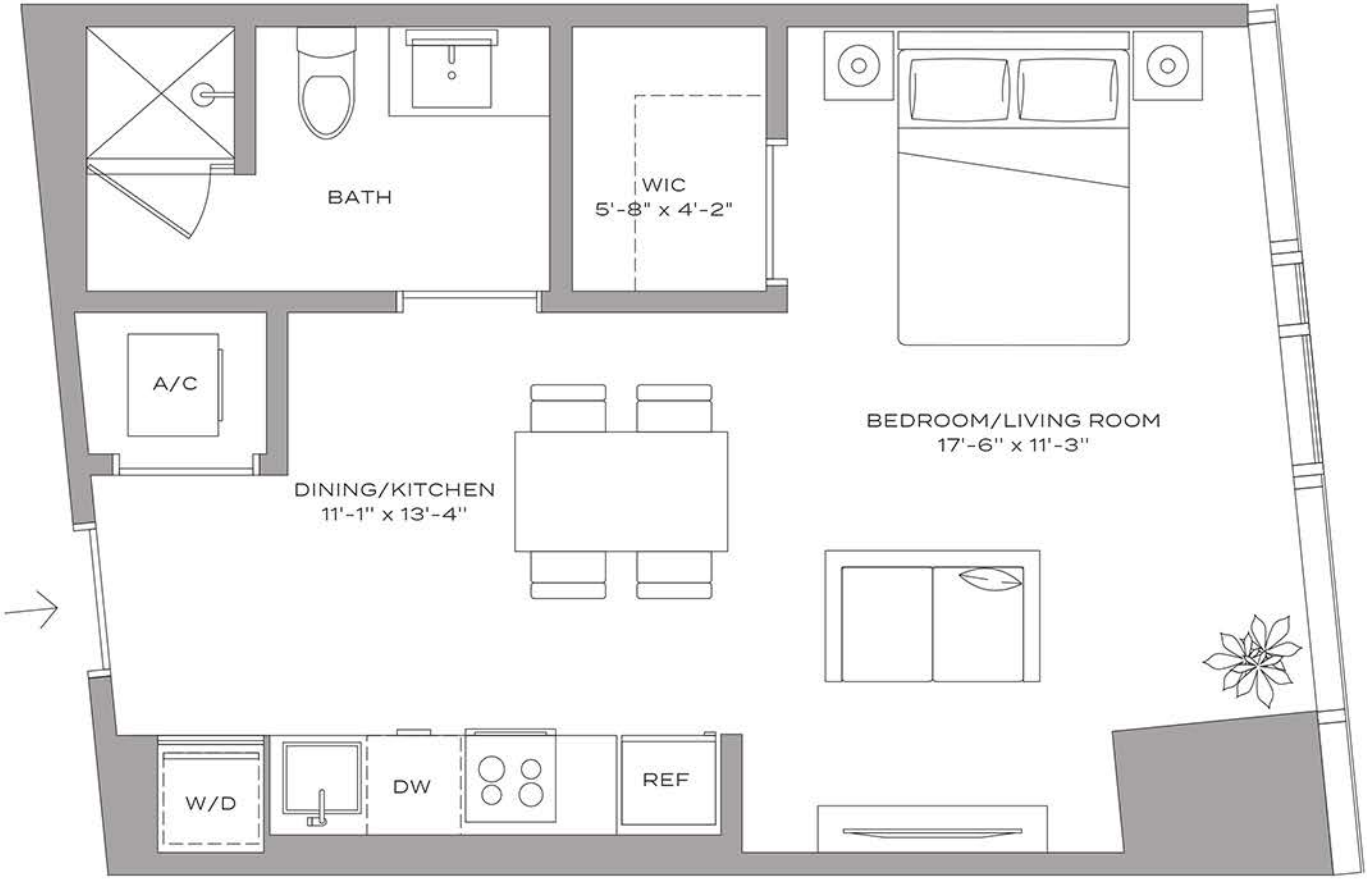 BATH
WIC
5'-8" x 4'-2"
A/C
BEDROOM/LIVING ROOM
17'-6" x 11'-3"
DINING/KITCHEN
11'-1" x 13'-4"
W/D
DW
REF